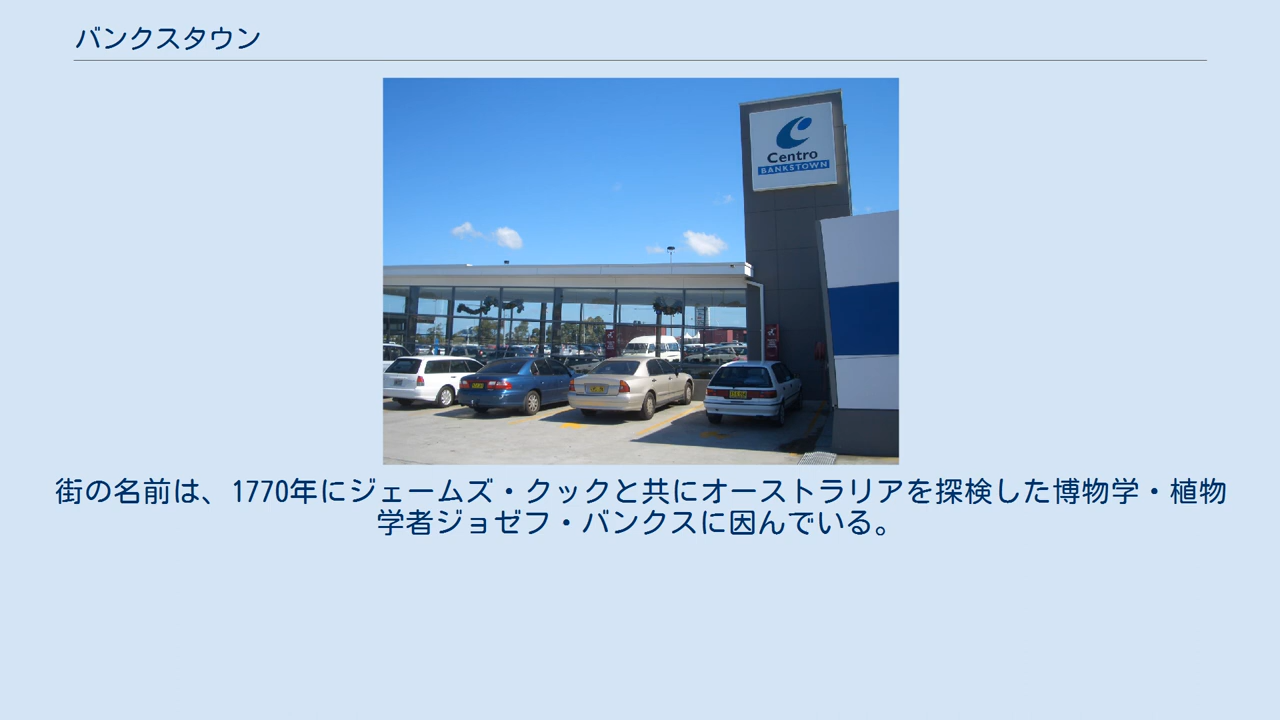 バンクスタウン
Centro
BANKSTOWN
街の名前は、1770年にジェームズ・クックと共にオーストラリアを探検した博物学・植物
学者ジョゼフ・バンクスに因んでいる。